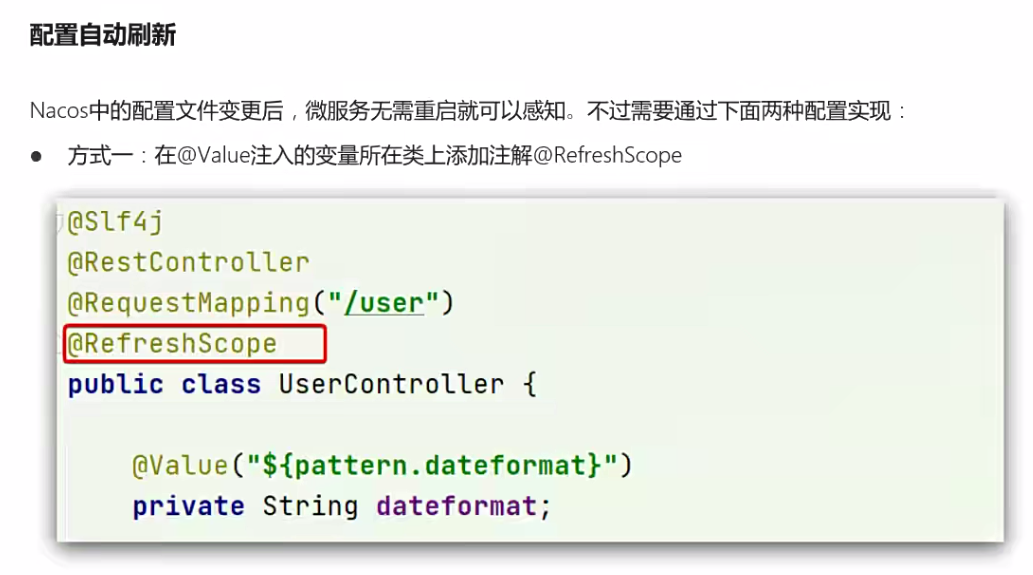 配置自动刷新
Nacos中的配置文件变更后，微服务无需重启就可以感知。不过需要通过下面两种配置实现：
● 方式一：在@Value注入的变量所在类上添加注解@RefreshScope
@Slf4j
@RestController
@RequestMapping("/user")
@RefreshScope
public class UserController {
@Value("${pattern.dateformat}")
private String dateformat;